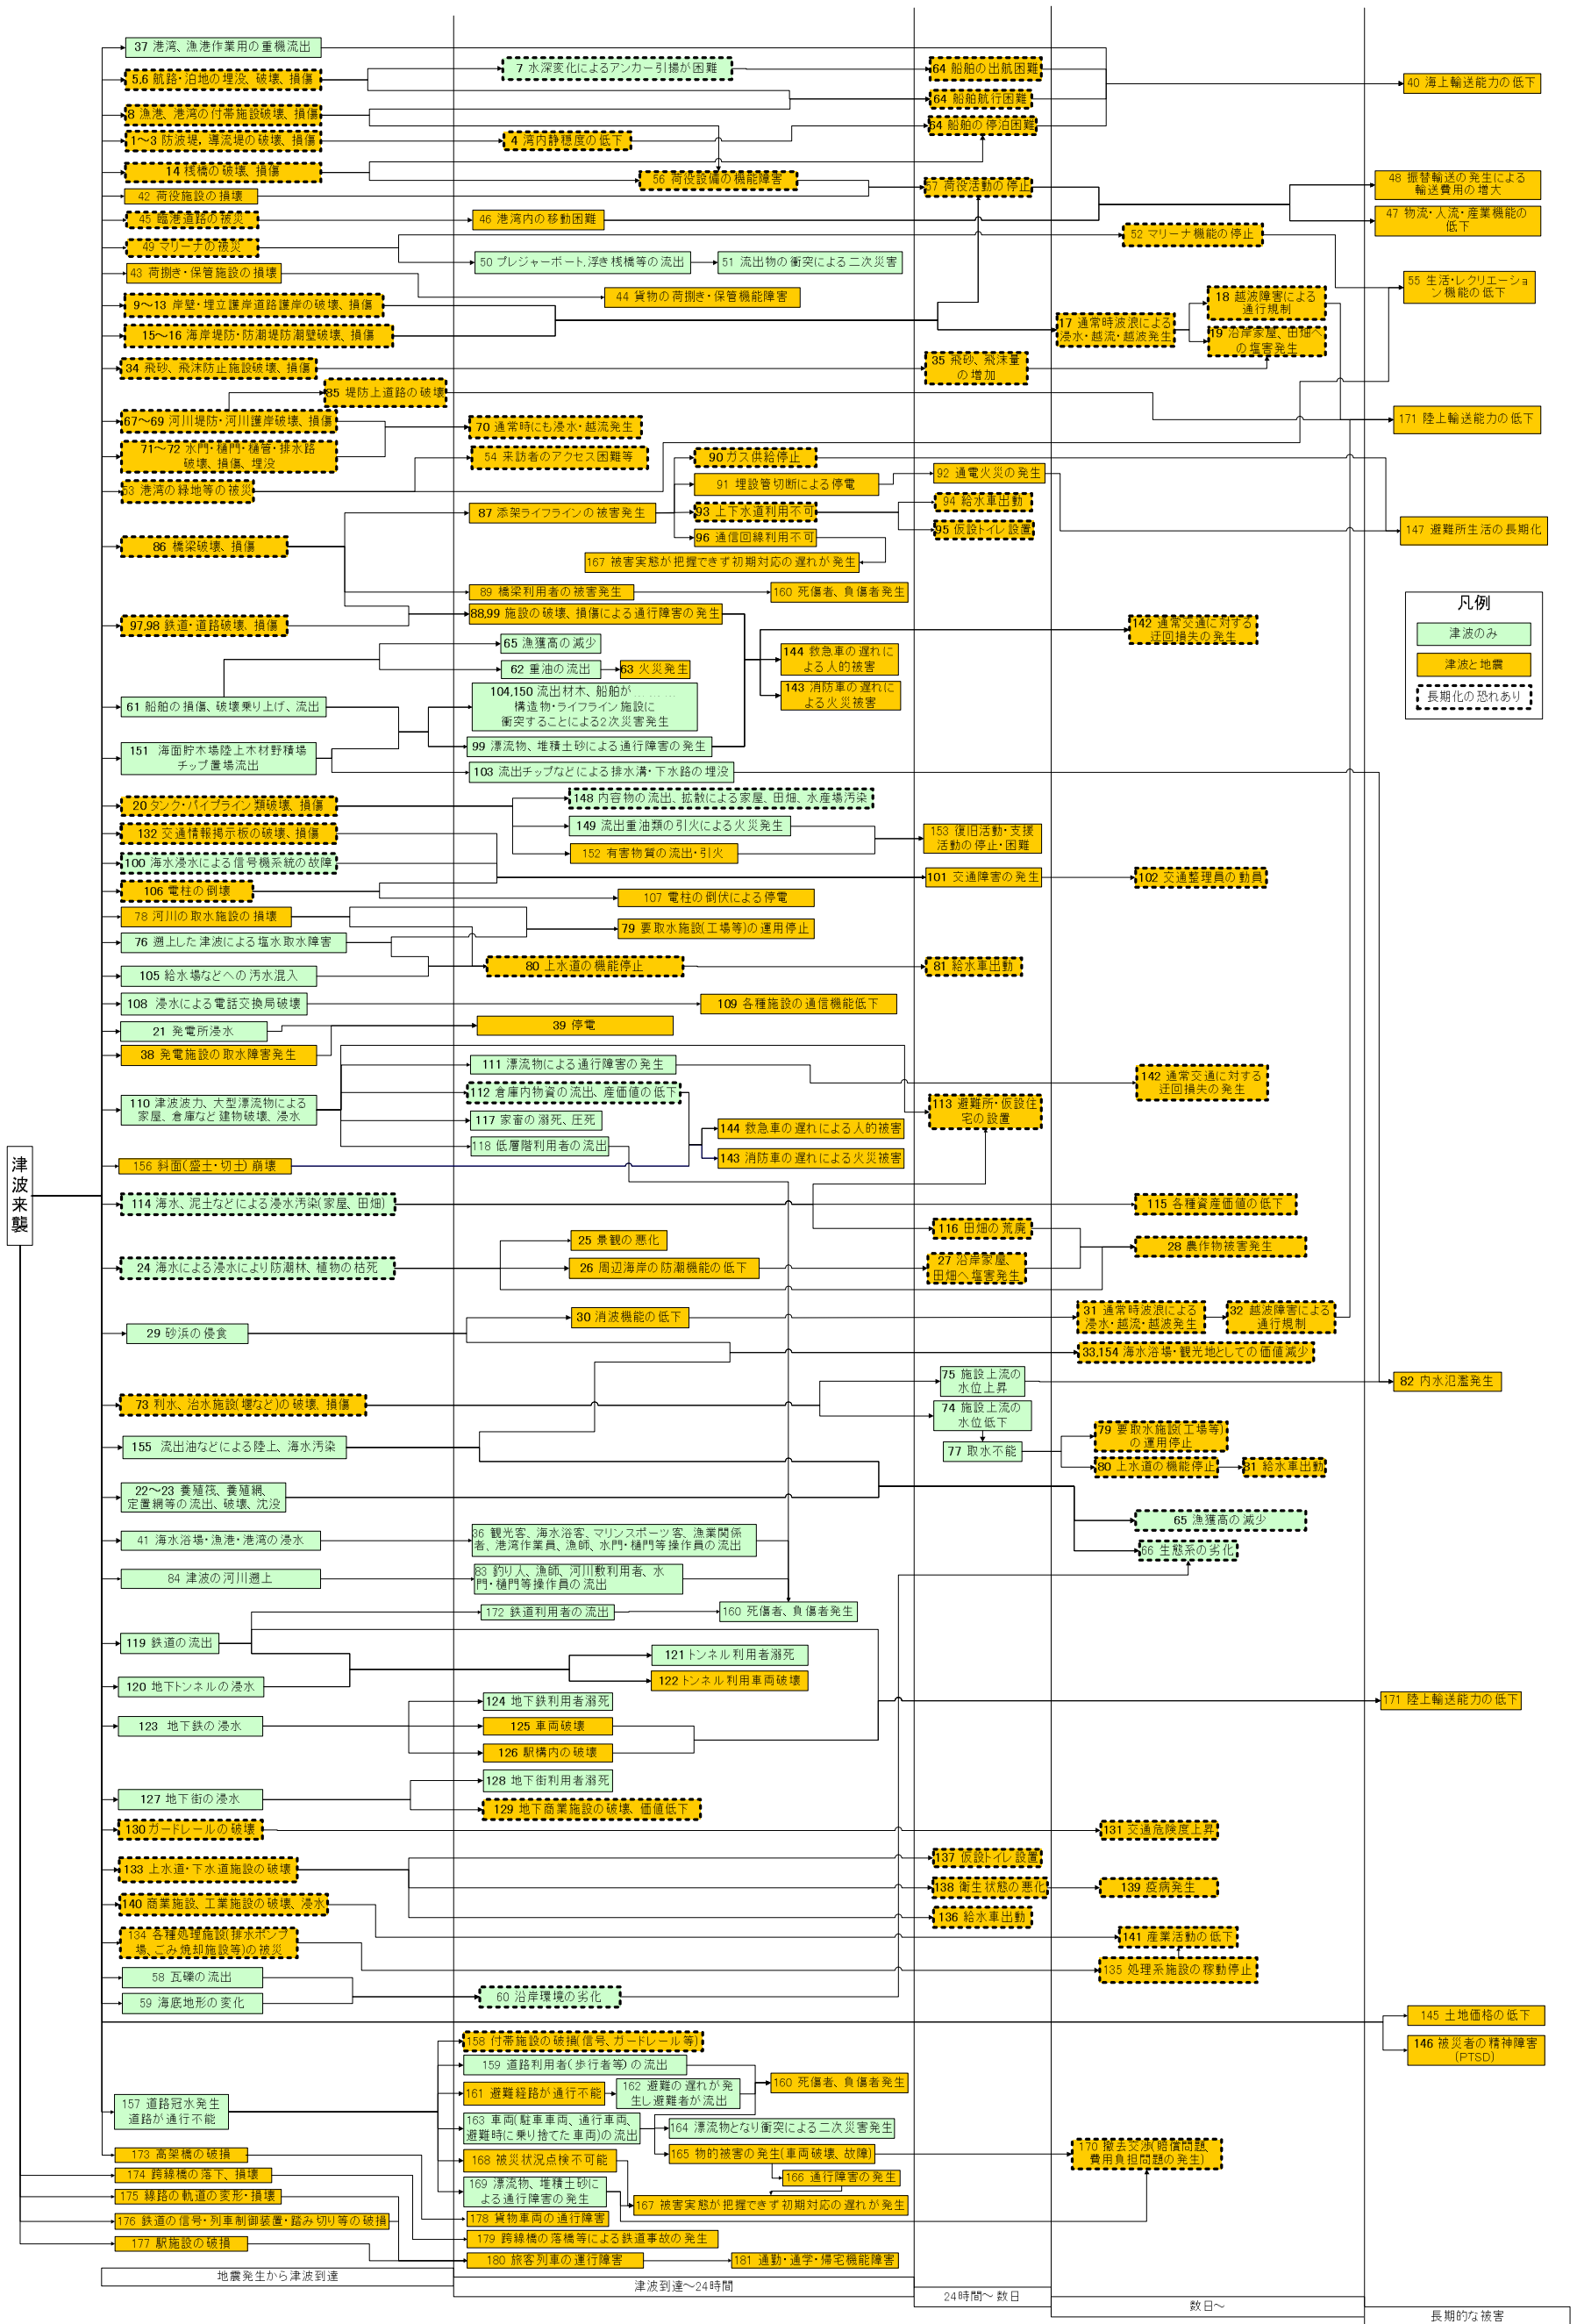 37 港湾、漁港作業用の重機流出
5,6 航路・泊地の埋没、破壊、損傷
7 水深変化によるアンカー引揚が困難
64 船舶の出航困難
40 海上輸送能力の低下
64 船舶航行困難
8 漁港、港湾の付帯施設破壊、損傷
64 船舶の停泊困難
1～3 防波堤，導流堤の破壊、損傷
4 湾内静穏度の低下
14 桟橋の破壊、損傷
56 荷役設備の機能障害
57 荷役活動の停止
48 振替輸送の発生による
輸送費用の増大
42 荷役施設の損壊
45 臨港道路の被災
46 港湾内の移動困難
47 物流・人流・産業機能の
低下
49 マリーナの被災
52 マリーナ機能の停止
50 プレジャーボート，浮き桟橋等の流出
51 流出物の衝突による二次災害
43 荷捌き・保管施設の損壊
44 貨物の荷捌き・保管機能障害
55 生活・レクリエーショ
ン機能の低下
9～13 岸壁・埋立護岸道路護岸の破壊、損傷
18 越波障害による
通行規制
15～16 海岸堤防・防潮堤防潮壁破壊、損傷
17 通常時波浪による
浸水・越流・越波発生
19 沿岸家屋、田畑へ
の塩害発生
34 飛砂、飛沫防止施設破壊、損傷
35 飛砂、飛沫量
の増加
85 堤防上道路の破壊
67～69 河川堤防・河川護岸破壊、損傷
70 通常時にも浸水・越流発生
171 陸上輸送能力の低下
71～72 水門・樋門・樋管・排水路
破壊、損傷、埋没
54 来訪者のアクセス困難等
90 ガス供給停止
53 港湾の緑地等の被災
91 埋設管切断による停電
92 通電火災の発生
87 添架ライフラインの被害発生
93 上下水道利用不可
94 給水車出動
95 仮設トイレ設置
96 通信回線利用不可
147 避難所生活の長期化
86 橋梁破壊、損傷
167 被害実態が把握できず初期対応の遅れが発生
89 橋梁利用者の被害発生
160 死傷者、負傷者発生
88,99 施設の破壊、損傷による通行障害の発生
97,98 鉄道・道路破壊、損傷
142 通常交通に対する
迂回損失の発生
凡例
津波のみ
津波と地震
長期化の恐れあり
65 漁獲高の減少
62 重油の流出
63 火災発生
144 救急車の遅れに
よる人的被害
143 消防車の遅れに
よる火災被害
104,150 流出材木、船舶が............
構造物・ライフライン施設に
衝突することによる2次災害発生
61 船舶の損傷、破壊乗り上げ、流出
99 漂流物、堆積土砂による通行障害の発生
151 海面貯木場陸上木材野積場
チップ置場流出
103 流出チップなどによる排水溝・下水路の埋没
20 タンク・パイプライン類破壊、損傷
148 内容物の流出、拡散による家屋、田畑、水産場汚染
132 交通情報掲示板の破壊、損傷
149 流出重油類の引火による火災発生
153 復旧活動・支援
活動の停止・困難
152 有害物質の流出・引火
100 海水浸水による信号機系統の故障
101 交通障害の発生
102 交通整理員の動員
106 電柱の倒壊
107 電柱の倒伏による停電
78 河川の取水施設の損壊
79 要取水施設(工場等)の運用停止
76 遡上した津波による塩水取水障害
80 上水道の機能停止
81 給水車出動
105 給水場などへの汚水混入
108 浸水による電話交換局破壊
109 各種施設の通信機能低下
21 発電所浸水
39 停電
38 発電施設の取水障害発生
111 漂流物による通行障害の発生
142 通常交通に対する
迂回損失の発生
112 倉庫内物資の流出、産価値の低下
110 津波波力、大型漂流物による
家屋、倉庫など建物破壊、浸水
113 避難所・仮設住
宅の設置
117 家畜の溺死、圧死
144 救急車の遅れによる人的被害
118 低層階利用者の流出
143 消防車の遅れによる火災被害
156 斜面(盛土・切土)崩壊
津波来襲
114 海水、泥土などによる浸水汚染(家屋、田畑)
115 各種資産価値の低下
116 田畑の荒廃
25 景観の悪化
28 農作物被害発生
24 海水による浸水により防潮林、植物の枯死
26 周辺海岸の防潮機能の低下
27 沿岸家屋、
田畑へ塩害発生
30 消波機能の低下
31 通常時波浪による
浸水・越流・越波発生
32 越波障害による
通行規制
29 砂浜の侵食
33,154 海水浴場・観光地としての価値減少
75 施設上流の
水位上昇
82 内水氾濫発生
73 利水、治水施設(堰など)の破壊、損傷
74 施設上流の
水位低下
79 要取水施設(工場等)
の運用停止
155 流出油などによる陸上、海水汚染
77 取水不能
80 上水道の機能停止
81 給水車出動
22～23 養殖筏、養殖網、
定置網等の流出、破壊、沈没
65 漁獲高の減少
41 海水浴場・漁港・港湾の浸水
36 観光客、海水浴客、マリンスポーツ客、漁業関係
者、港湾作業員、漁師、水門・樋門等操作員の流出
66 生態系の劣化
84 津波の河川遡上
83 釣り人、漁師、河川敷利用者、水
門・樋門等操作員の流出
172 鉄道利用者の流出
160 死傷者、負傷者発生
119 鉄道の流出
121 トンネル利用者溺死
120 地下トンネルの浸水
122 トンネル利用車両破壊
124 地下鉄利用者溺死
171 陸上輸送能力の低下
123 地下鉄の浸水
125 車両破壊
126 駅構内の破壊
128 地下街利用者溺死
127 地下街の浸水
129 地下商業施設の破壊、価値低下
130 ガードレールの破壊
131 交通危険度上昇
137 仮設トイレ設置
133 上水道・下水道施設の破壊
138 衛生状態の悪化
139 疫病発生
140 商業施設、工業施設の破壊、浸水
136 給水車出動
134 各種処理施設(排水ポンプ
場、ごみ焼却施設等)の被災
141 産業活動の低下
135 処理系施設の稼動停止
58 瓦礫の流出
60 沿岸環境の劣化
59 海底地形の変化
145 土地価格の低下
146 被災者の精神障害
(PTSD)
158 付帯施設の破損(信号、ガードレール等)
159 道路利用者(歩行者等)の流出
160 死傷者、負傷者発生
161 避難経路が通行不能
162 避難の遅れが発
生し避難者が流出
157 道路冠水発生
道路が通行不能
163 車両(駐車車両、通行車両、
避難時に乗り捨てた車両)の流出
164 漂流物となり衝突による二次災害発生
165 物的被害の発生(車両破壊、故障)
170 撤去交渉(賠償問題、
費用負担問題の発生)
173 高架橋の破損
168 被災状況点検不可能
166 通行障害の発生
174 跨線橋の落下、損壊
169 漂流物、堆積土砂に
よる通行障害の発生
175 線路の軌道の変形・損壊
167 被害実態が把握できず初期対応の遅れが発生
176 鉄道の信号・列車制御装置・踏み切り等の破損
178 貨物車両の通行障害
179 跨線橋の落橋等による鉄道事故の発生
177 駅施設の破損
180 旅客列車の運行障害
181 通勤・通学・帰宅機能障害
地震発生から津波到達
津波到達～24時間
24時間～数日
数日～
長期的な被害